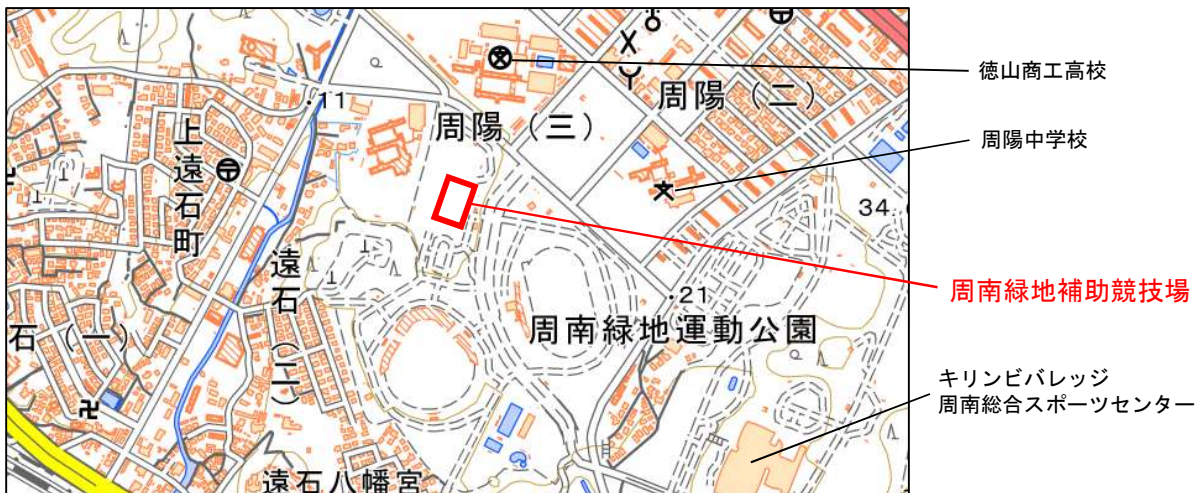 徳山商工高校
周陽(二)
11
周陽(三)
周陽中学校
上遠石町
34
遠石(二)
21
周南緑地補助競技場
周南緑地運動公園
石(一)
キリンビバレッジ
周南総合スポーツセンター
遠石八幡宮